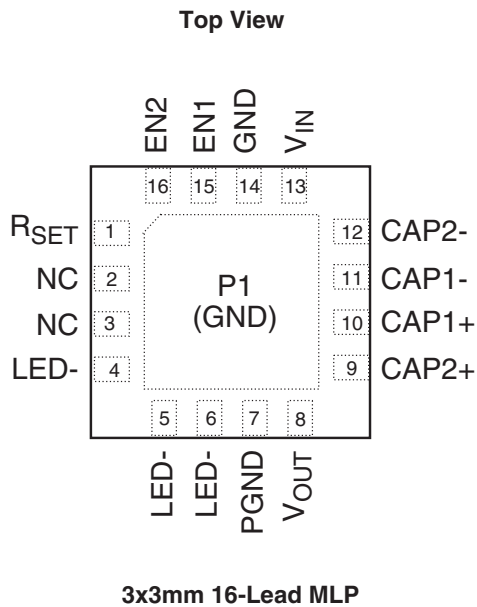 Top View
EN2
EN1
GND
VIN
16
15
14
13
RSET
1
NC
2
NC
3
LED-
4
P1
(GND)
12
CAP2-
11
CAP1-
10
CAP1+
9
CAP2+
5
6
7
8
LED-
LED-
PGND
VOUT
3x3mm 16-Lead MLP